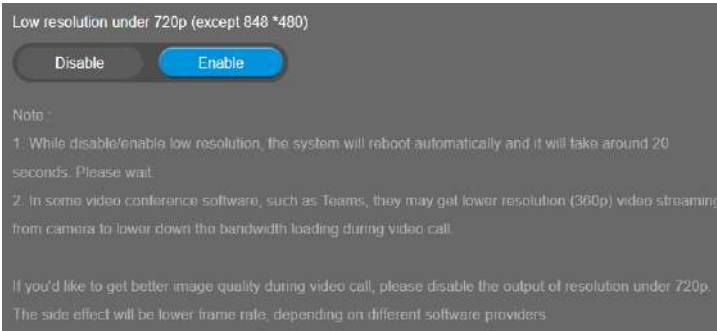 Low resolution under 720p (except 848 *480)
Disable Enable
Note :
1. While disable/enable low resolution, the system will reboot automatically and it will take around 20
seconds. Please wait.
2. In some video conference software, such as Teams, they may get lower resolution (360p) video streaming
from camera to lower down the bandwidth loading during video call.
If you'd like to get better image quality during video call, please disable the output of resolution under 720p.
The side effect will be lower frame rate, depending on different software providers